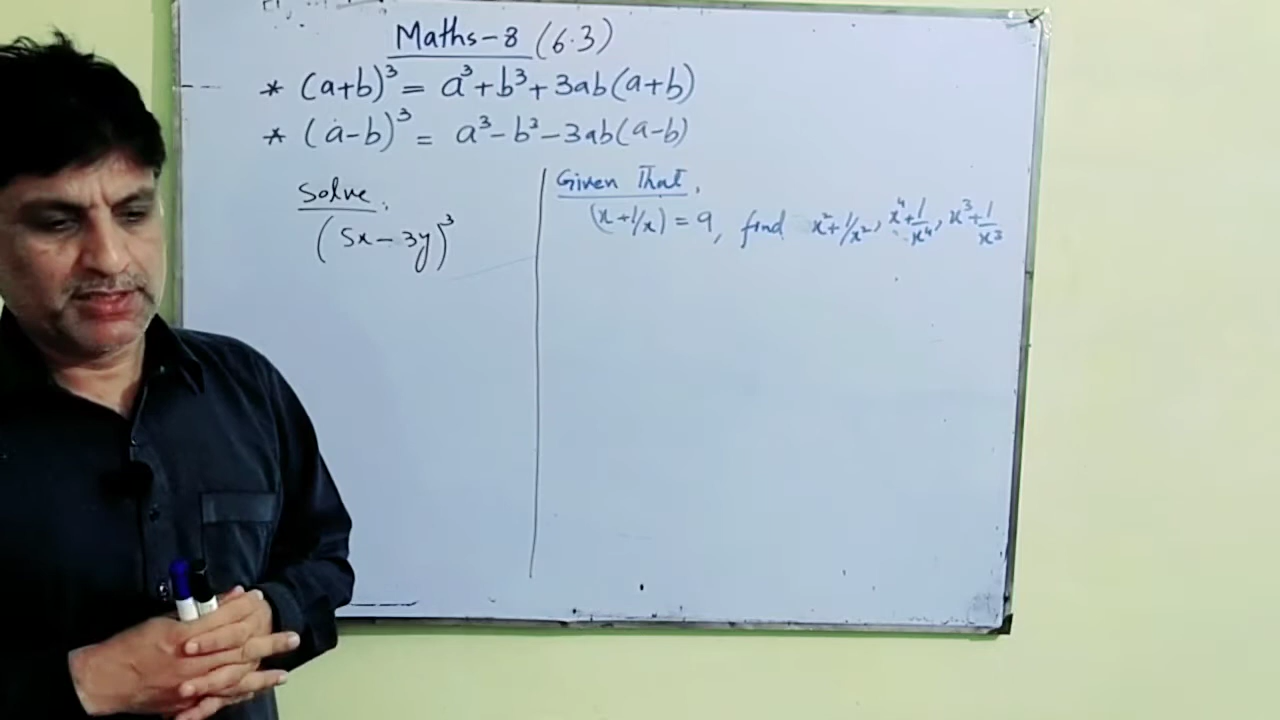 Maths-8 (6.3)
* (a+b)³ = a³+b³+3ab(a+b)
* (a-b)³ = a³-b³-3ab(a-b)
Solve.
(5x-3y)³
Given That,
(x+1/x) = 9, find x²+1/x², x⁴+1/x⁴, x³+1/x³